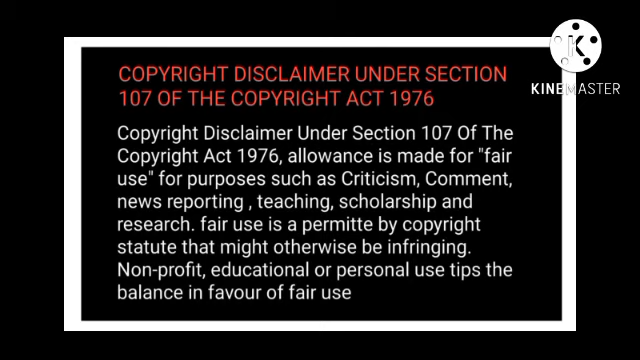 COPYRIGHT DISCLAIMER UNDER SECTION
107 OF THE COPYRIGHT ACT 1976
Copyright Disclaimer Under Section 107 Of The
Copyright Act 1976, allowance is made for "fair
use" for purposes such as Criticism, Comment,
news reporting , teaching, scholarship and
research. fair use is a permitte by copyright
statute that might otherwise be infringing.
Non-profit, educational or personal use tips the
balance in favour of fair use
K
KINEMASTER